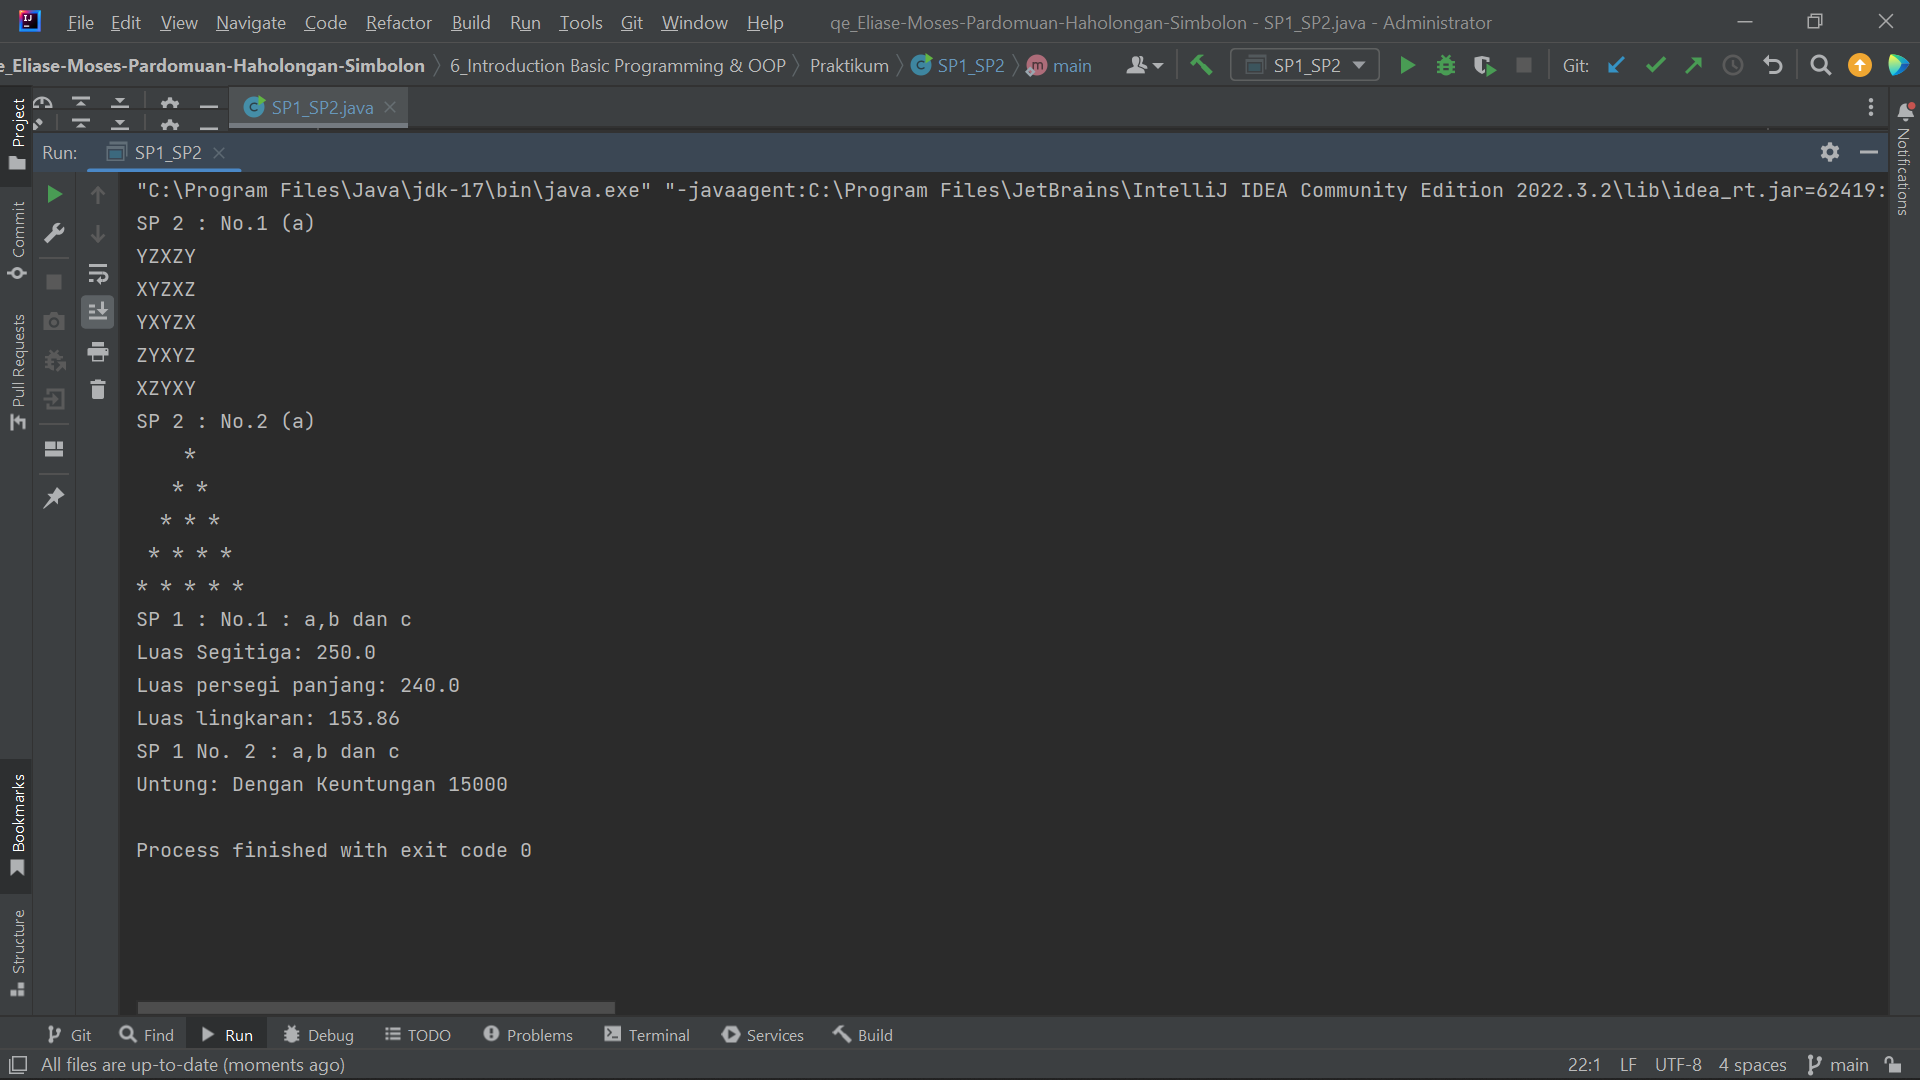 File Edit View Navigate Code Refactor Build Run Tools Git Window Help qe_Eliase-Moses-Pardomuan-Haholongan-Simbolon - SP1_SP2.java - Administrator
e_Eliase-Moses-Pardomuan-Haholongan-Simbolon 6_Introduction Basic Programming & OOP Praktikum SP1_SP2 main SP1_SP2 Git:
SP1_SP2.java
Run: SP1_SP2
"C:\Program Files\Java\jdk-17\bin\java.exe" "-javaagent:C:\Program Files\JetBrains\IntelliJ IDEA Community Edition 2022.3.2\lib\idea_rt.jar=62419:
SP 2 : No.1 (a)
YZXZY
XYZXZ
YXYZX
ZYXYZ
XZYXY
SP 2 : No.2 (a)
    *
   * *
  * * *
 * * * *
* * * * *
SP 1 : No.1 : a,b dan c
Luas Segitiga: 250.0
Luas persegi panjang: 240.0
Luas lingkaran: 153.86
SP 1 No. 2 : a,b dan c
Untung: Dengan Keuntungan 15000
Process finished with exit code 0
Project
Commit
Pull Requests
Bookmarks
Structure
Notifications
Git Find Run Debug TODO Problems Terminal Services Build
All files are up-to-date (moments ago) 22:1 LF UTF-8 4 spaces main